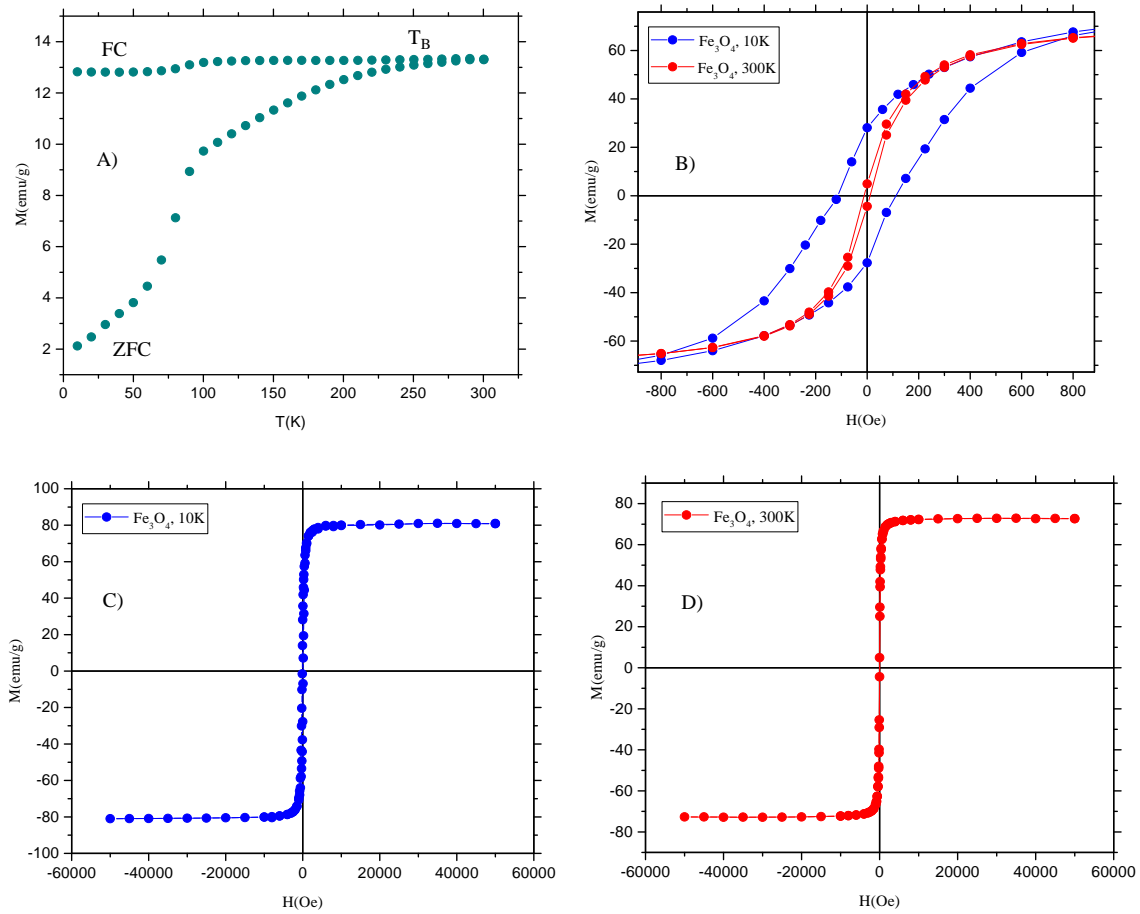 FC
T_B
A)
ZFC
14
12
10
8
6
4
2
M(emu/g)
0 50 100 150 200 250 300
T(K)
Fe₃O₄, 10K
Fe₃O₄, 300K
B)
60
40
20
0
-20
-40
-60
M(emu/g)
-800 -600 -400 -200 0 200 400 600 800
H(Oe)
Fe₃O₄, 10K
C)
100
80
60
40
20
0
-20
-40
-60
-80
-100
M(emu/g)
-60000 -40000 -20000 0 20000 40000 60000
H(Oe)
Fe₃O₄, 300K
D)
80
60
40
20
0
-20
-40
-60
-80
M(emu/g)
-60000 -40000 -20000 0 20000 40000 60000
H(Oe)